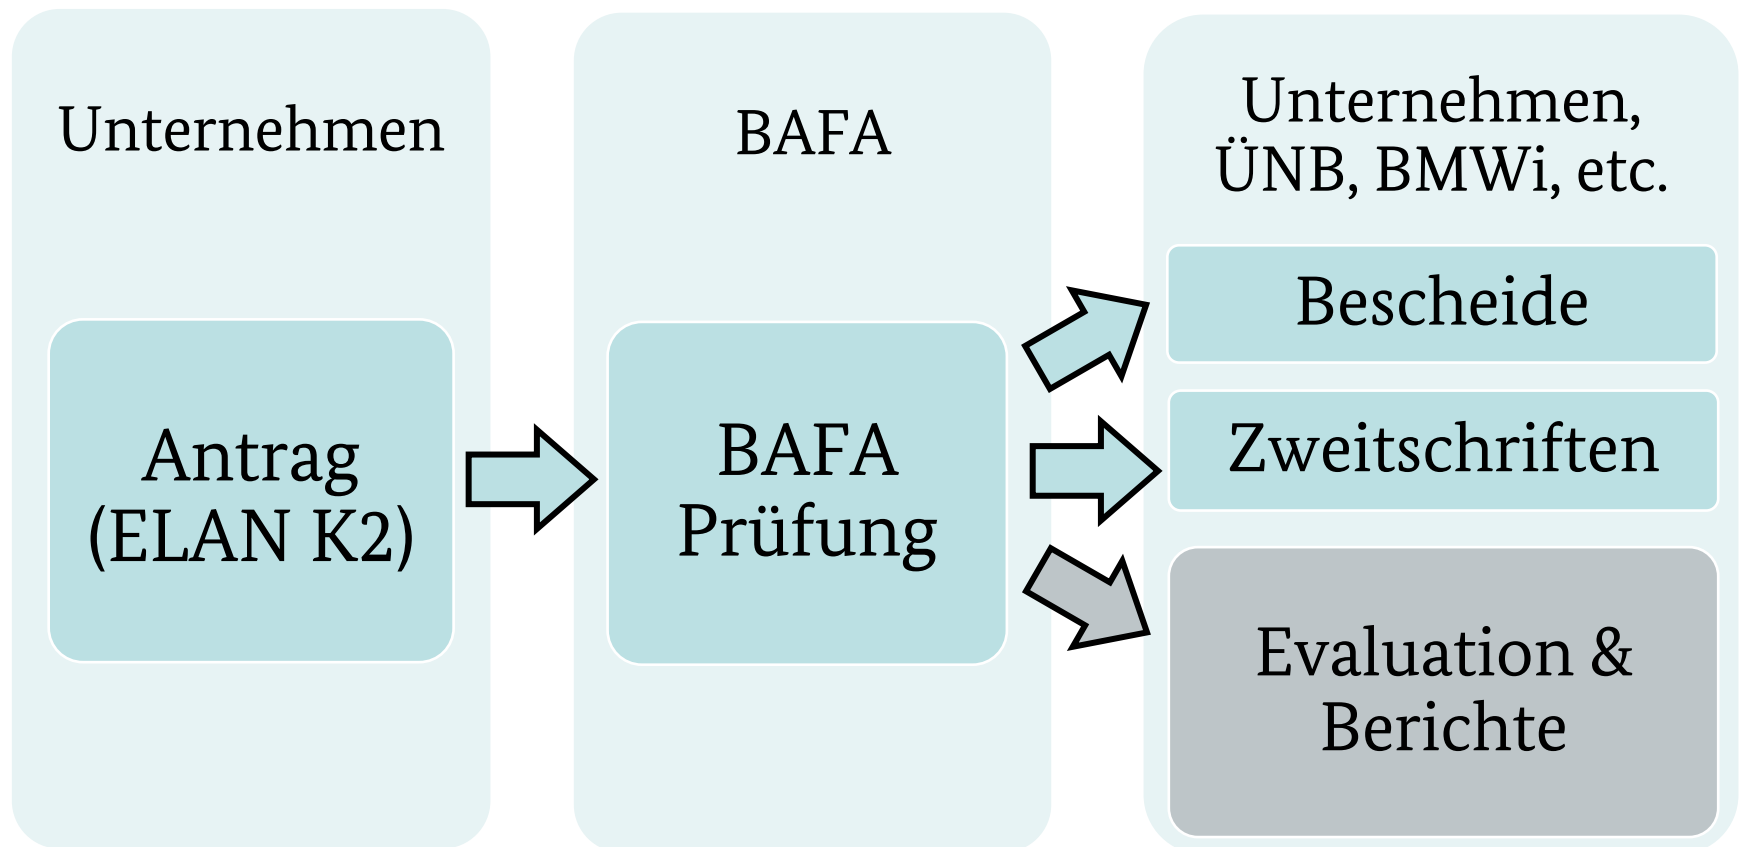 Unternehmen
Antrag
(ELAN K2)
BAFA
BAFA
Prüfung
Unternehmen,
ÜNB, BMWi, etc.
Bescheide
Zweitschriften
Evaluation &
Berichte